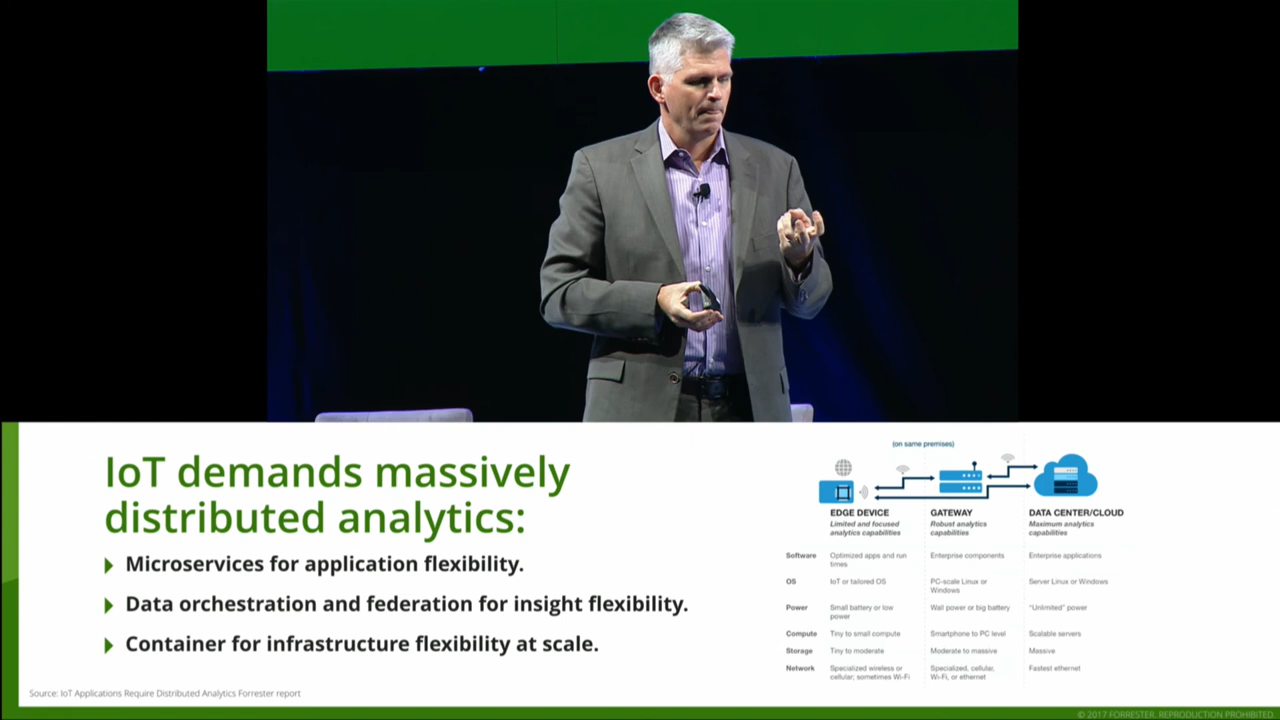 IoT demands massively
distributed analytics:
Microservices for application flexibility.
Data orchestration and federation for insight flexibility.
Container for infrastructure flexibility at scale.
Source: IoT Applications Require Distributed Analytics Forrester report
(on same premises)
EDGE DEVICE GATEWAY DATA CENTER/CLOUD
Limited and focused Robust analytics Maximum analytics
analytics capabilities capabilities capabilities
Software Optimized apps and run Enterprise components Enterprise applications
times
OS IoT or tailored OS PC-scale Linux or Server Linux or Windows
Windows
Power Small battery or low Wall power or big battery "Unlimited" power
power
Compute Tiny to small compute Smartphone to PC level Scalable servers
Storage Tiny to moderate Moderate to massive Massive
Network Specialized wireless or Specialized, cellular, Fastest ethernet
cellular; sometimes Wi-Fi Wi-Fi, or ethernet
© 2017 FORRESTER. REPRODUCTION PROHIBITED.